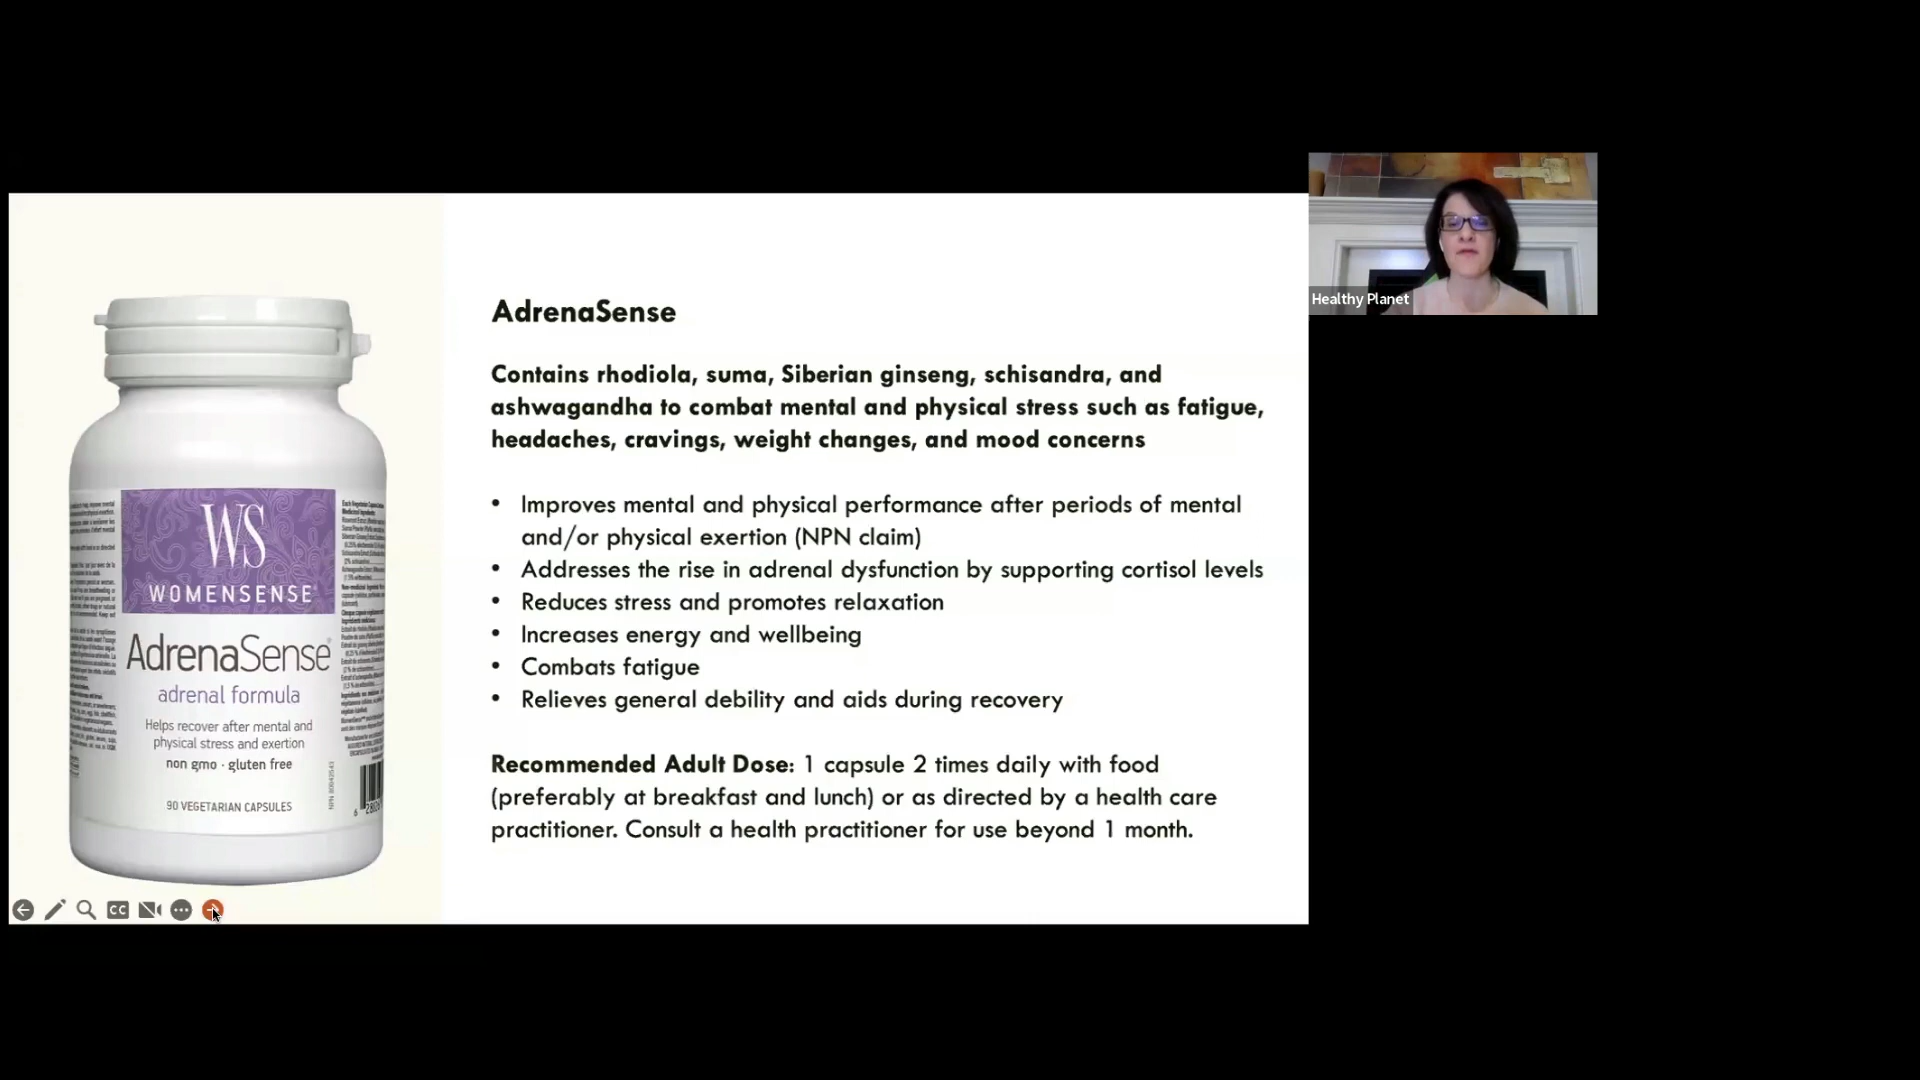 AdrenaSense
Contains rhodiola, suma, Siberian ginseng, schisandra, and
ashwagandha to combat mental and physical stress such as fatigue,
headaches, cravings, weight changes, and mood concerns
• Improves mental and physical performance after periods of mental
and/or physical exertion (NPN claim)
• Addresses the rise in adrenal dysfunction by supporting cortisol levels
• Reduces stress and promotes relaxation
• Increases energy and wellbeing
• Combats fatigue
• Relieves general debility and aids during recovery
Recommended Adult Dose: 1 capsule 2 times daily with food
(preferably at breakfast and lunch) or as directed by a health care
practitioner. Consult a health practitioner for use beyond 1 month.
WS
WOMENSENSE
AdrenaSense
adrenal formula
Helps recover after mental and
physical stress and exertion
non gmo · gluten free
90 VEGETARIAN CAPSULES
CC
Healthy Planet